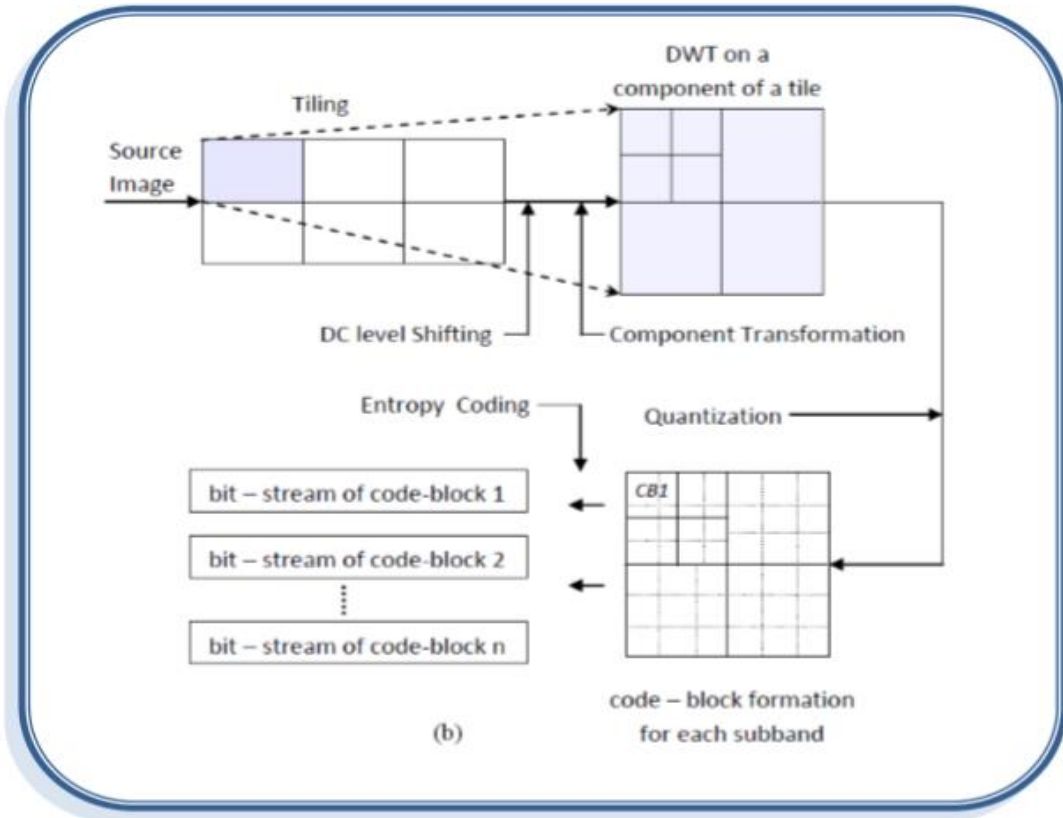 DWT on a
component of a tile
Tiling
Source
Image
DC level Shifting
Component Transformation
Entropy Coding
Quantization
CB1
bit – stream of code-block 1
bit – stream of code-block 2
bit – stream of code-block n
code – block formation
for each subband
(b)